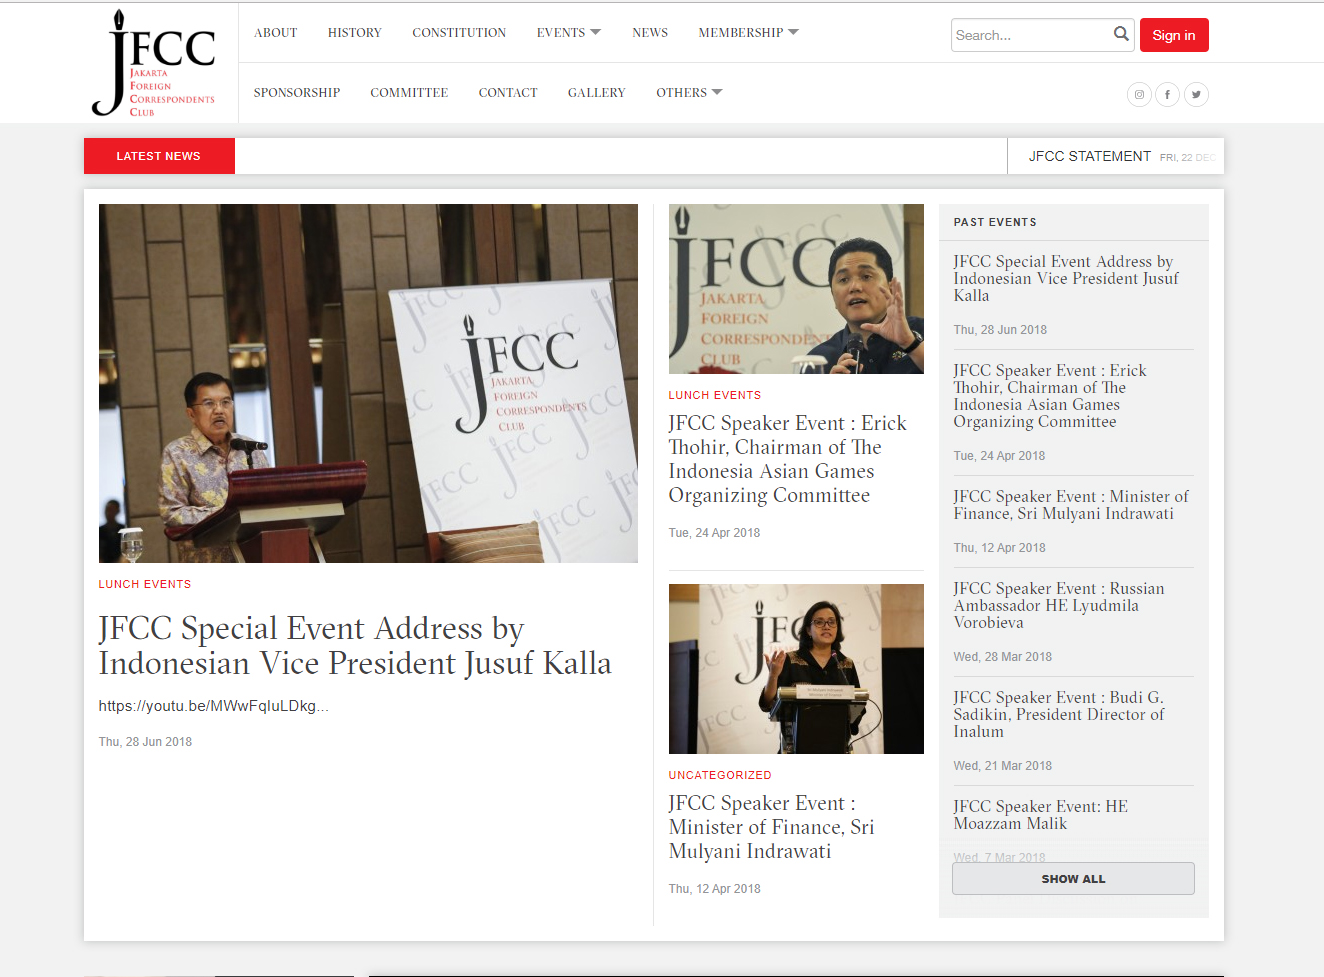 JFCC
JAKARTA
FOREIGN
CORRESPONDENTS
CLUB
ABOUT HISTORY CONSTITUTION EVENTS NEWS MEMBERSHIP
Search...
Sign in
SPONSORSHIP COMMITTEE CONTACT GALLERY OTHERS
LATEST NEWS
JFCC STATEMENT FRI, 22 DEC
JFCC
JAKARTA
FOREIGN
CORRESPONDENTS
CLUB
LUNCH EVENTS
JFCC Special Event Address by
Indonesian Vice President Jusuf Kalla
https://youtu.be/MWwFqIuLDkg...
Thu, 28 Jun 2018
JFCC
JAKARTA
FOREIGN
CORRESPONDEN
CLUB
LUNCH EVENTS
JFCC Speaker Event : Erick
Thohir, Chairman of The
Indonesia Asian Games
Organizing Committee
Tue, 24 Apr 2018
UNCATEGORIZED
JFCC Speaker Event :
Minister of Finance, Sri
Mulyani Indrawati
Thu, 12 Apr 2018
PAST EVENTS
JFCC Special Event Address by
Indonesian Vice President Jusuf
Kalla
Thu, 28 Jun 2018
JFCC Speaker Event : Erick
Thohir, Chairman of The
Indonesia Asian Games
Organizing Committee
Tue, 24 Apr 2018
JFCC Speaker Event : Minister of
Finance, Sri Mulyani Indrawati
Thu, 12 Apr 2018
JFCC Speaker Event : Russian
Ambassador HE Lyudmila
Vorobieva
Wed, 28 Mar 2018
JFCC Speaker Event : Budi G.
Sadikin, President Director of
Inalum
Wed, 21 Mar 2018
JFCC Speaker Event: HE
Moazzam Malik
Wed, 7 Mar 2018
SHOW ALL